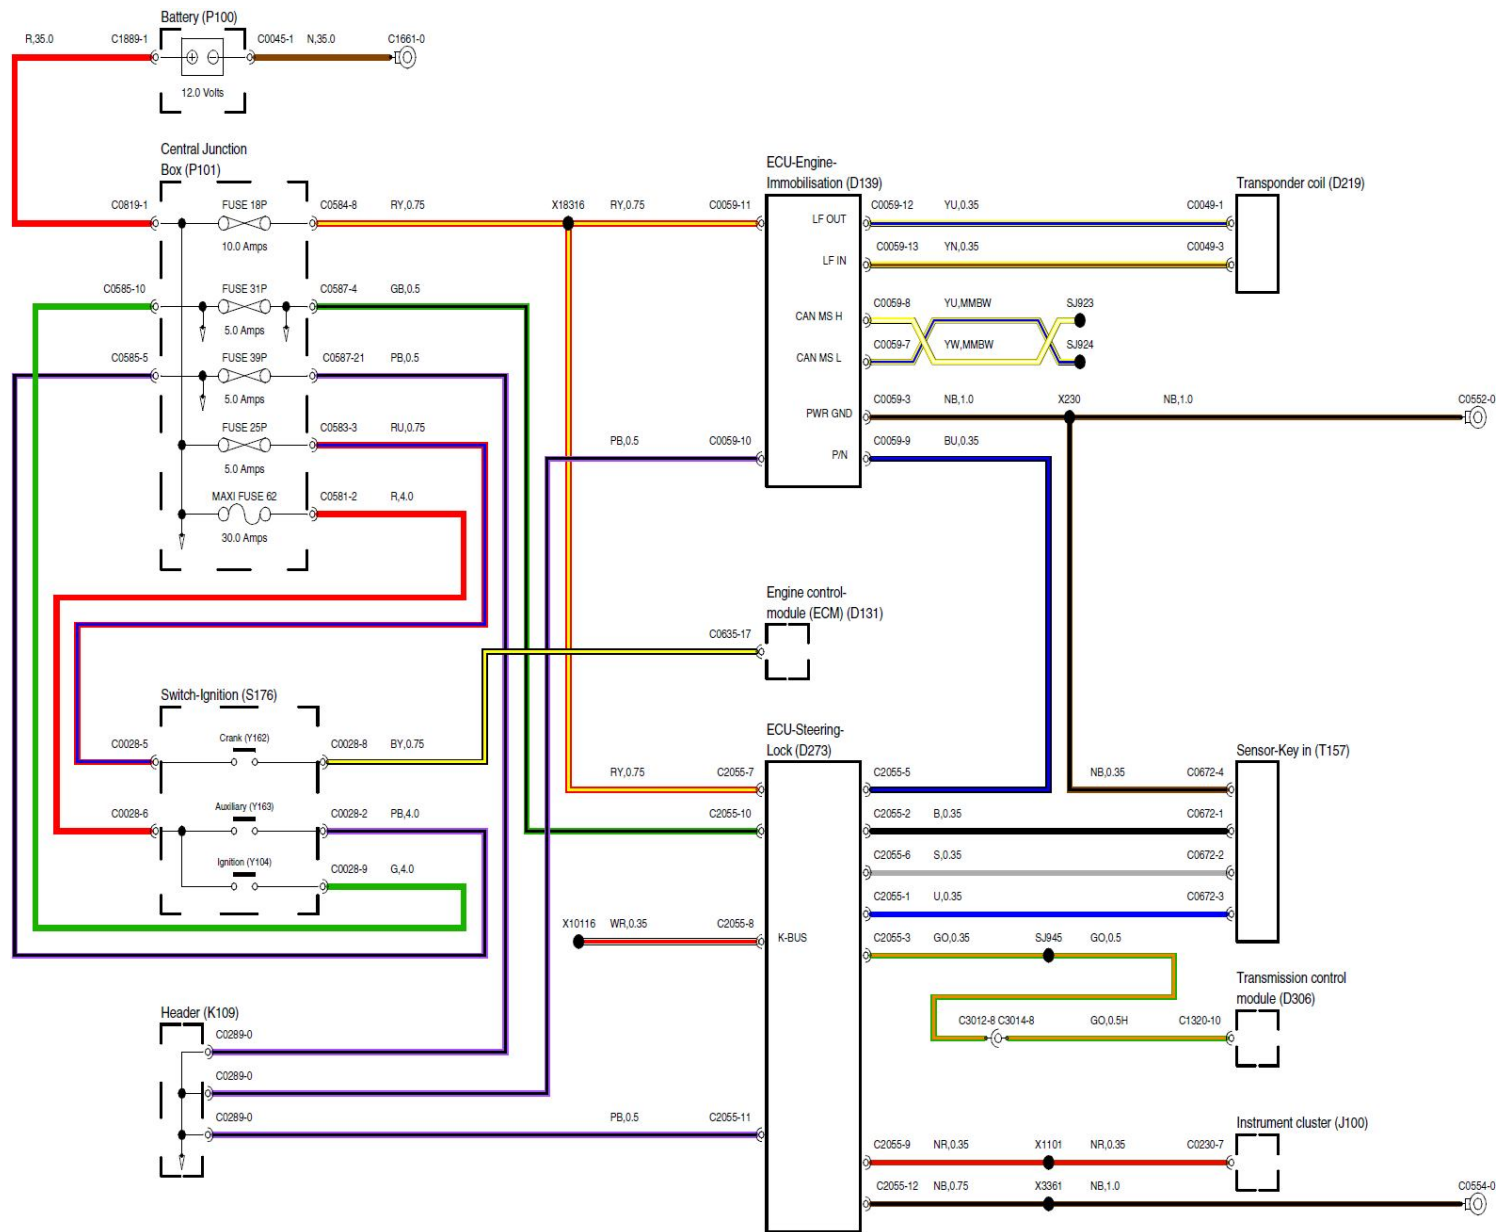 Battery (P100)
R,35.0 C1889-1 C0045-1 N,35.0 C1661-0
12.0 Volts
Central Junction
Box (P101)
ECU-Engine-
Immobilisation (D139)
Transponder coil (D219)
C0819-1 FUSE 18P C0584-8 RY,0.75 X18316 RY,0.75 C0059-11 LF OUT C0059-12 YU,0.35 C0049-1
10.0 Amps
LF IN C0059-13 YN,0.35 C0049-3
C0585-10 FUSE 31P C0587-4 GB,0.5
5.0 Amps
CAN MS H C0059-8 YU,MMBW SJ923
C0585-5 FUSE 39P C0587-21 PB,0.5
5.0 Amps
CAN MS L C0059-7 YW,MMBW SJ924
FUSE 25P C0583-3 RU,0.75
5.0 Amps
PWR GND C0059-3 NB,1.0 X230 NB,1.0 C0552-0
PB,0.5 C0059-10 P/N C0059-9 BU,0.35
MAXI FUSE 62 C0581-2 R,4.0
30.0 Amps
Engine control-
module (ECM) (D131)
C0635-17
Switch-Ignition (S176)
ECU-Steering-
Lock (D273)
Sensor-Key in (T157)
C0028-5 Crank (Y162) C0028-8 BY,0.75
RY,0.75 C2055-7 C2055-5 NB,0.35 C0672-4
C0028-6 Auxiliary (Y163) C0028-2 PB,4.0 C2055-10 C2055-2 B,0.35 C0672-1
Ignition (Y104) C0028-9 G,4.0 C2055-6 S,0.35 C0672-2
C2055-1 U,0.35 C0672-3
X10116 WR,0.35 C2055-8 K-BUS C2055-3 GO,0.35 SJ945 GO,0.5
Transmission control
module (D306)
Header (K109)
C3012-8 C3014-8 GO,0.5H C1320-10
C0289-0
C0289-0
C0289-0 PB,0.5 C2055-11
Instrument cluster (J100)
C2055-9 NR,0.35 X1101 NR,0.35 C0230-7
C2055-12 NB,0.75 X3361 NB,1.0 C0554-0